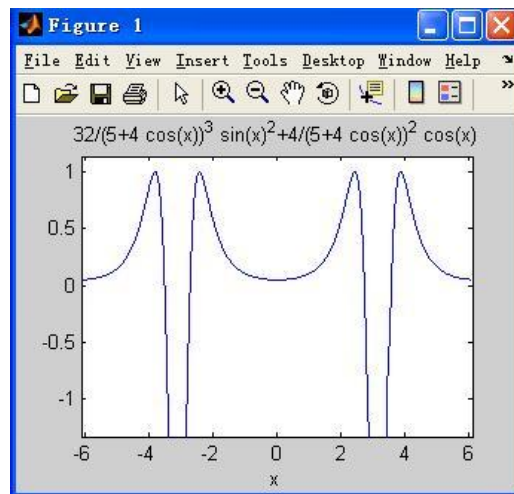 Figure 1
File Edit View Insert Tools Desktop Window Help
»
32/(5+4 cos(x))³ sin(x)²+4/(5+4 cos(x))² cos(x)
1
0.5
0
-0.5
-1
-6 -4 -2 0 2 4 6
x